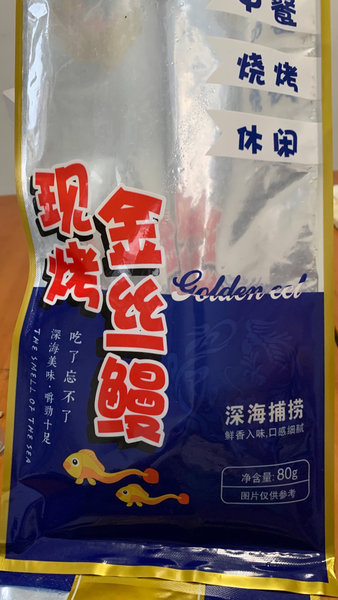 中餐
烧烤
休闲
现烤
金丝鳗
Golden eel
吃了忘不了
深海美味·嚼劲十足
THE SMELL OF THE SEA
深海捕捞
鲜香入味,口感细腻
净含量: 80g
图片仅供参考